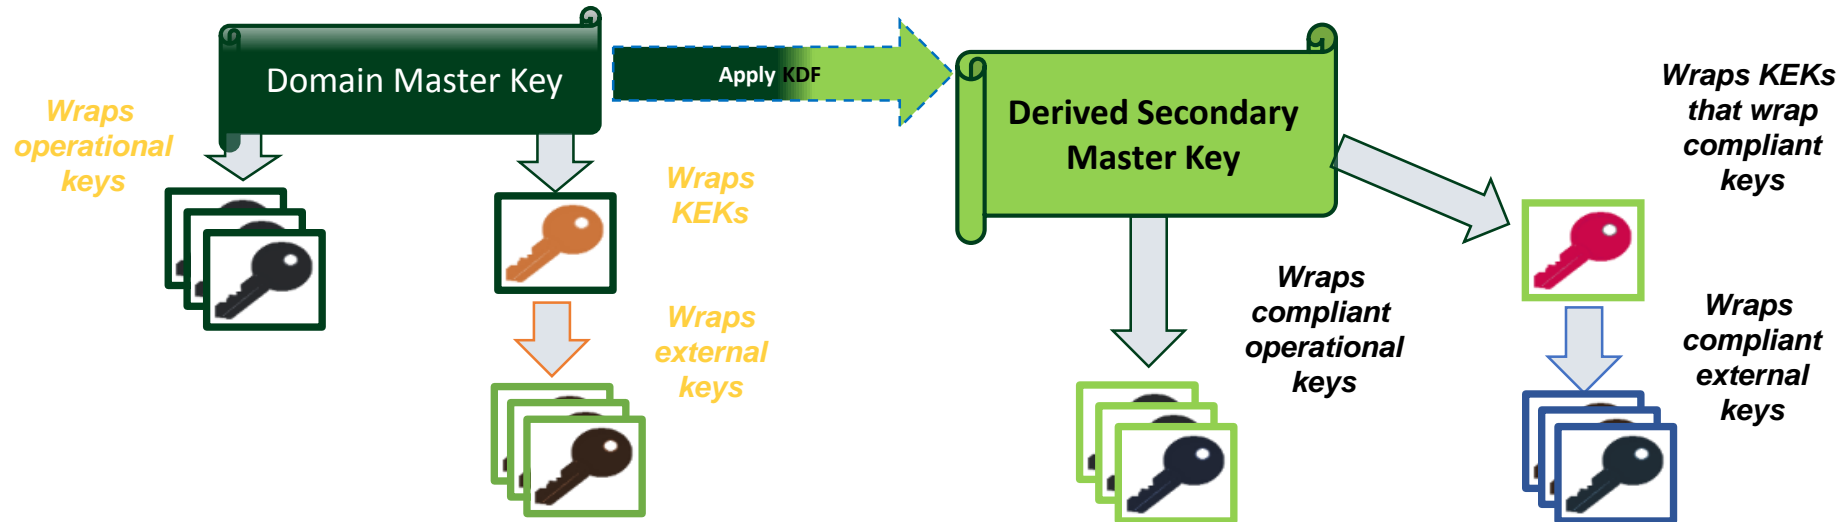 Domain Master Key
Apply KDF
Wraps
operational
keys
Wraps
KEKs
Wraps
external
keys
Derived Secondary
Master Key
Wraps KEKs
that wrap
compliant
keys
Wraps
compliant
operational
keys
Wraps
compliant
external
keys